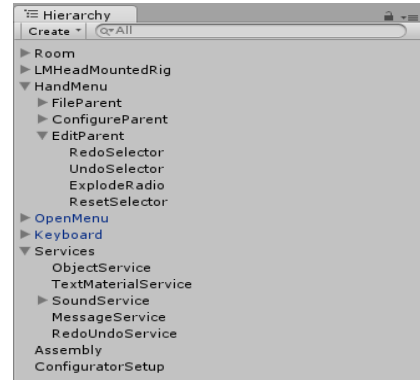 Hierarchy
Create All
Room
LMHeadMountedRig
HandMenu
FileParent
ConfigureParent
EditParent
RedoSelector
UndoSelector
ExplodeRadio
ResetSelector
OpenMenu
Keyboard
Services
ObjectService
TextMaterialService
SoundService
MessageService
RedoUndoService
Assembly
ConfiguratorSetup